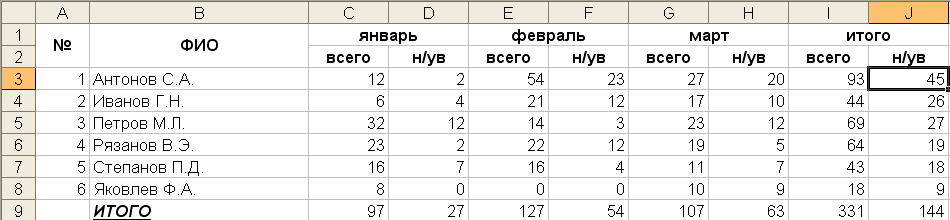 A B C D E F G H I J
1 № ФИО январь февраль март итого
2 всего н/ув всего н/ув всего н/ув всего н/ув
3 1 Антонов С.А. 12 2 54 23 27 20 93 45
4 2 Иванов Г.Н. 6 4 21 12 17 10 44 26
5 3 Петров М.Л. 32 12 14 3 23 12 69 27
6 4 Рязанов В.Э. 23 2 22 12 19 5 64 19
7 5 Степанов П.Д. 16 7 16 4 11 7 43 18
8 6 Яковлев Ф.А. 8 0 0 0 10 9 18 9
9 ИТОГО 97 27 127 54 107 63 331 144